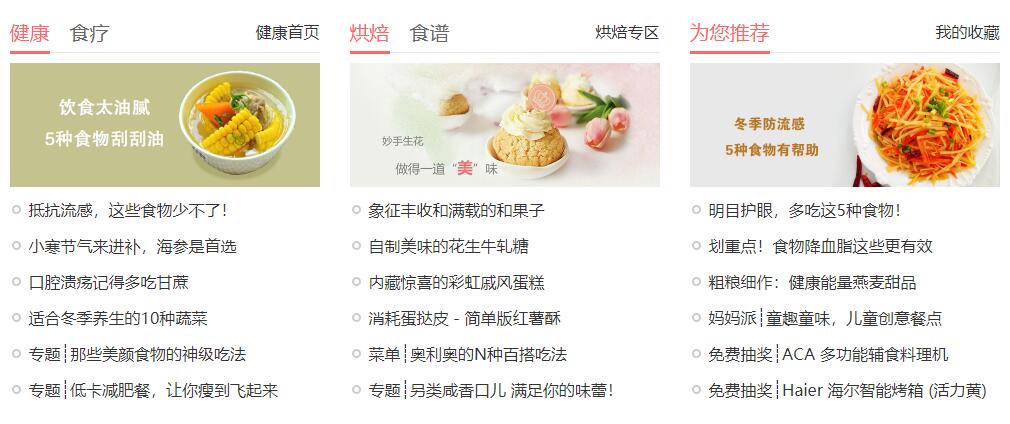 健康 食疗 健康首页
饮食太油腻
5种食物刮刮油
抵抗流感，这些食物少不了！
小寒节气来进补，海参是首选
口腔溃疡记得多吃甘蔗
适合冬季养生的10种蔬菜
专题┆那些美颜食物的神级吃法
专题┆低卡减肥餐，让你瘦到飞起来
烘焙 食谱 烘焙专区
妙手生花
做得一道“美”味
象征丰收和满载的和果子
自制美味的花生牛轧糖
内藏惊喜的彩虹戚风蛋糕
消耗蛋挞皮 - 简单版红薯酥
菜单┆奥利奥的N种百搭吃法
专题┆另类咸香口儿 满足你的味蕾！
为您推荐 我的收藏
冬季防流感
5种食物有帮助
明目护眼，多吃这5种食物！
划重点！食物降血脂这些更有效
粗粮细作：健康能量燕麦甜品
妈妈派┆童趣童味，儿童创意餐点
免费抽奖┆ACA 多功能辅食料理机
免费抽奖┆Haier 海尔智能烤箱 (活力黄)